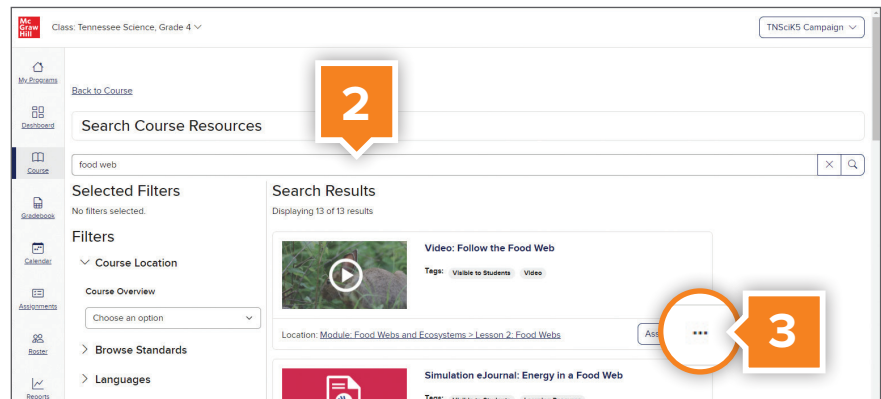 Mc
Graw
Hill
Class: Tennessee Science, Grade 4
TNSciK5 Campaign
My Programs
Back to Course
2
Dashboard
Search Course Resources
Course
food web
Selected Filters
Search Results
No filters selected.
Displaying 13 of 13 results
Gradebook
Filters
Video: Follow the Food Web
Calendar
Course Location
Tags: Visible to Students Video
Course Overview
Assignments
Choose an option
Location: Module: Food Webs and Ecosystems > Lesson 2: Food Webs
3
Roster
Browse Standards
Languages
Simulation eJournal: Energy in a Food Web
Reports
Tags: Visible to Students